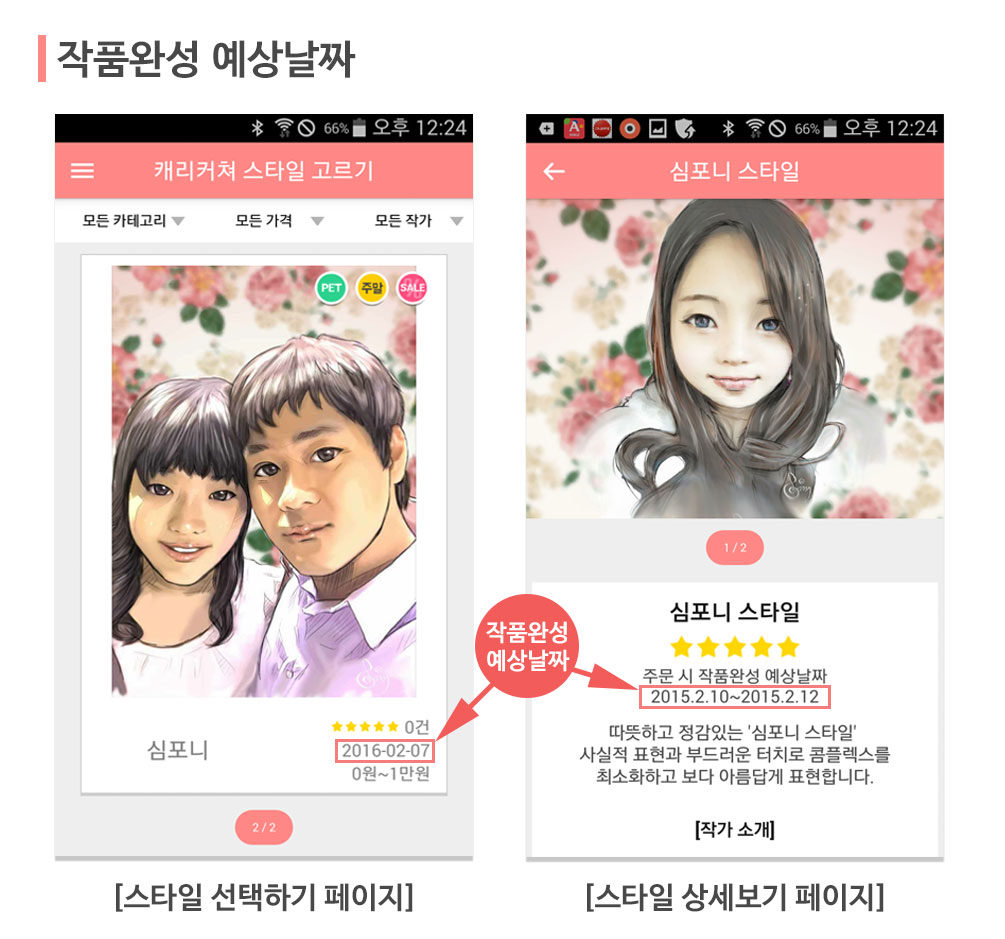 작품완성 예상날짜
66% 오후 12:24
캐리커쳐 스타일 고르기
모든 카테고리 모든 가격 모든 작가
PET 주말 SALE
심포니
0건
2016-02-07
0원~1만원
2 / 2
[스타일 선택하기 페이지]
작품완성
예상날짜
66% 오후 12:24
심포니 스타일
1 / 2
심포니 스타일
주문 시 작품완성 예상날짜
2015.2.10~2015.2.12
따뜻하고 정감있는 '심포니 스타일'
사실적 표현과 부드러운 터치로 콤플렉스를
최소화하고 보다 아름답게 표현합니다.
[작가 소개]
[스타일 상세보기 페이지]